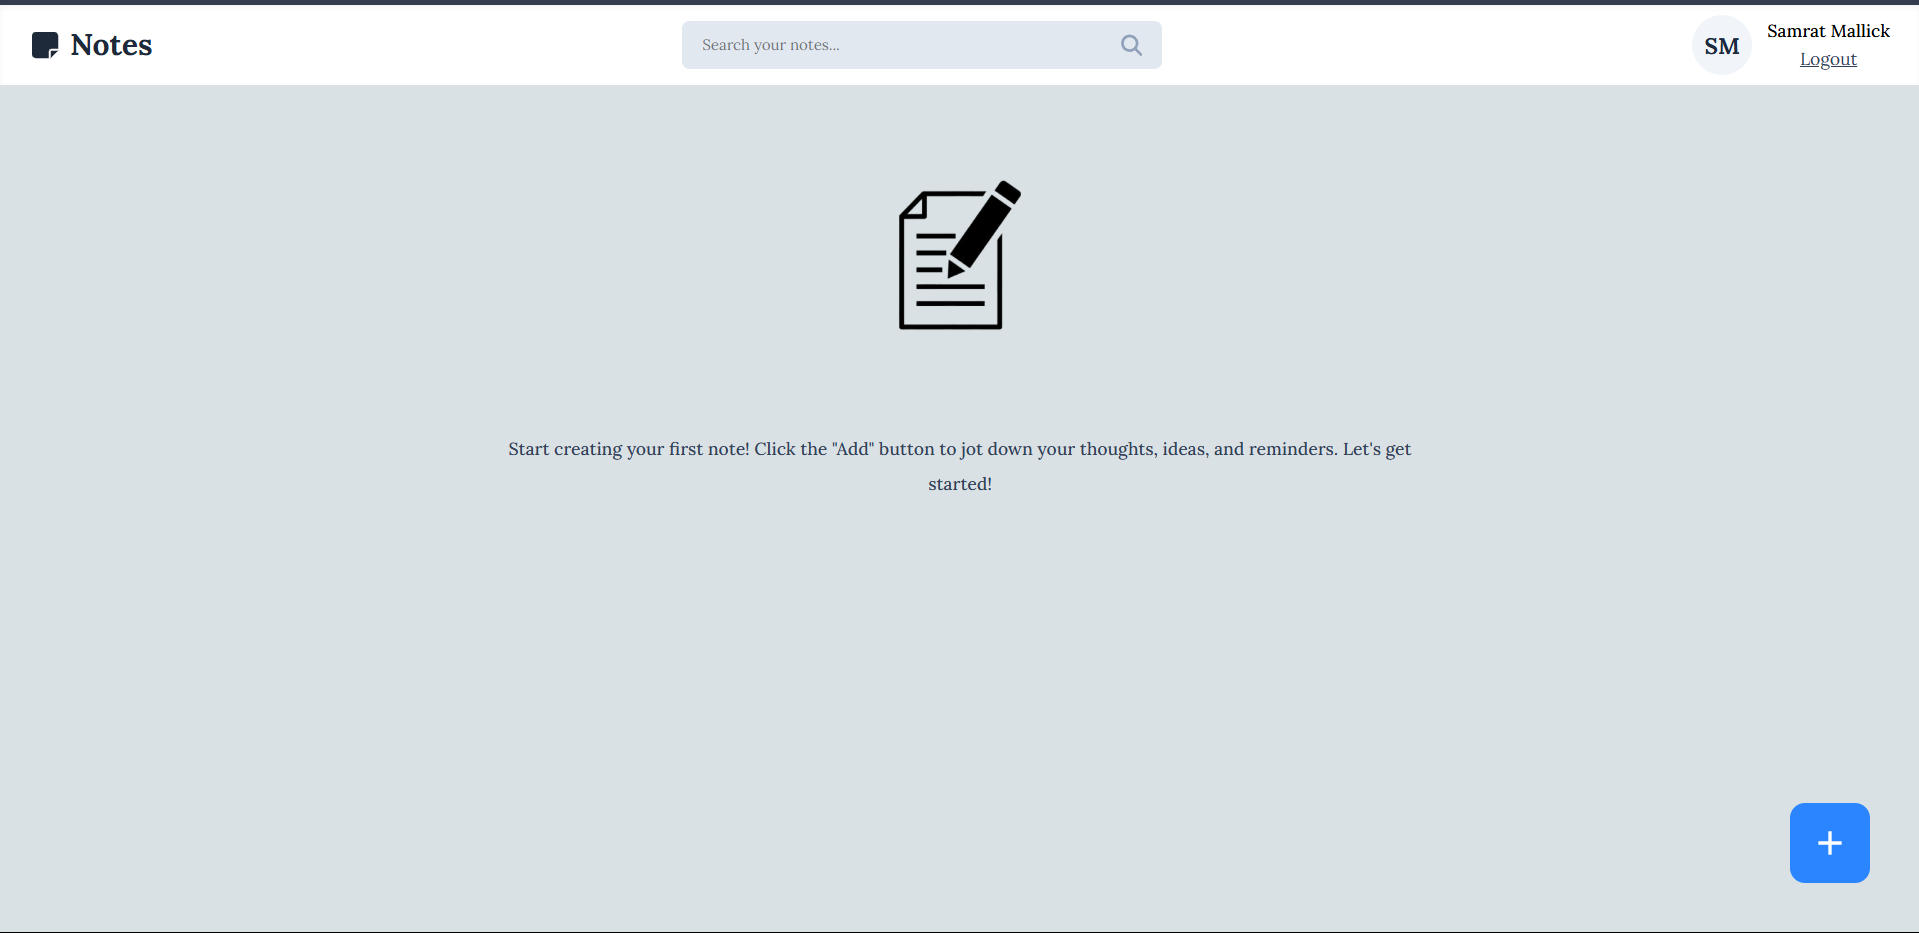 Notes
Search your notes...
SM
Samrat Mallick
Logout
Start creating your first note! Click the "Add" button to jot down your thoughts, ideas, and reminders. Let's get
started!